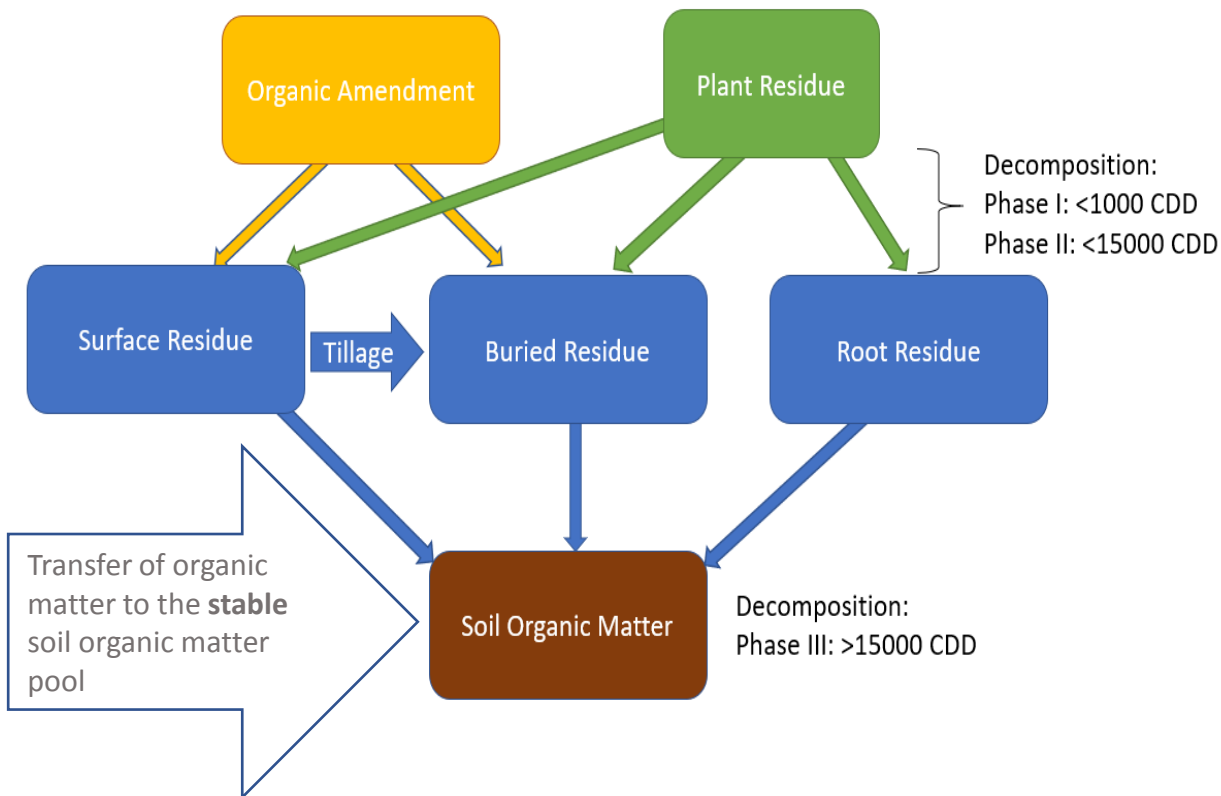 Organic Amendment
Plant Residue
Decomposition:
Phase I: <1000 CDD
Phase II: <15000 CDD
Surface Residue
Tillage
Buried Residue
Root Residue
Transfer of organic
matter to the stable
soil organic matter
pool
Soil Organic Matter
Decomposition:
Phase III: >15000 CDD